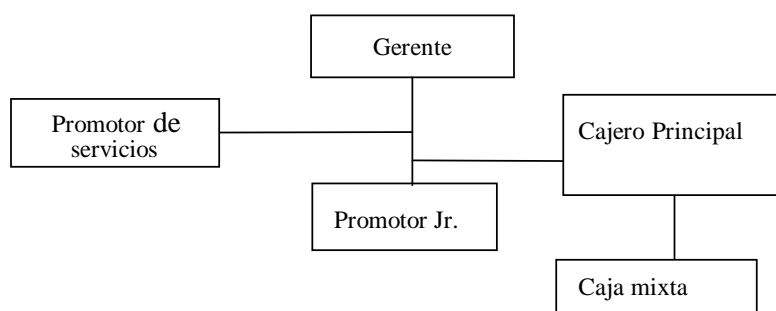 Gerente
Promotor de
servicios
Cajero Principal
Promotor Jr.
Caja mixta